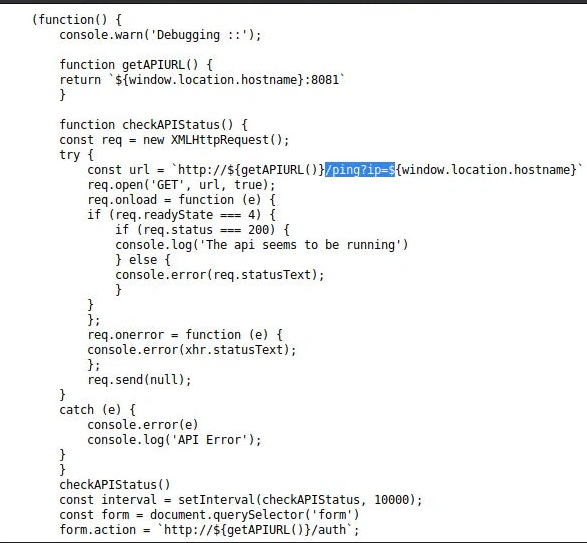 (function() {
    console.warn('Debugging ::');

    function getAPIURL() {
    return `${window.location.hostname}:8081`
    }

    function checkAPIStatus() {
    const req = new XMLHttpRequest();
    try {
        const url = `http://${getAPIURL()}/ping?ip=${window.location.hostname}`
        req.open('GET', url, true);
        req.onload = function (e) {
        if (req.readyState === 4) {
            if (req.status === 200) {
            console.log('The api seems to be running')
            } else {
            console.error(req.statusText);
            }
        }
        };
        req.onerror = function (e) {
        console.error(xhr.statusText);
        };
        req.send(null);
    }
    catch (e) {
        console.error(e)
        console.log('API Error');
    }
    }
    checkAPIStatus()
    const interval = setInterval(checkAPIStatus, 10000);
    const form = document.querySelector('form')
    form.action = `http://${getAPIURL()}/auth`;